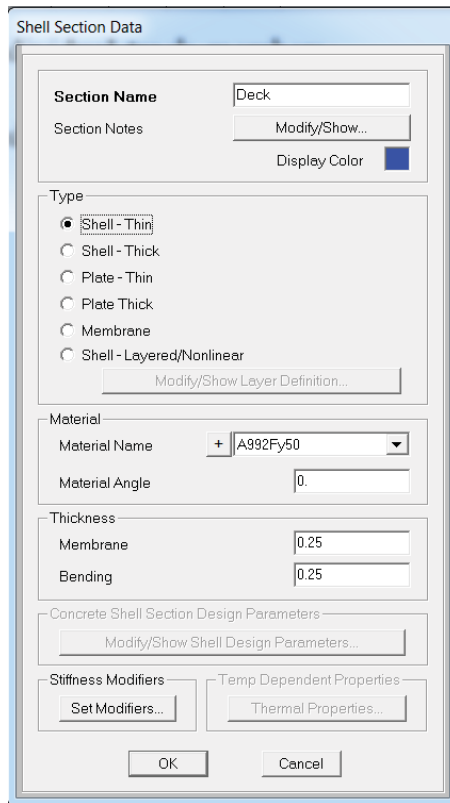 Shell Section Data
Section Name Deck
Section Notes Modify/Show...
Display Color
Type
Shell - Thin
Shell - Thick
Plate - Thin
Plate Thick
Membrane
Shell - Layered/Nonlinear
Modify/Show Layer Definition...
Material
Material Name + A992Fy50
Material Angle 0.
Thickness
Membrane 0.25
Bending 0.25
Concrete Shell Section Design Parameters
Modify/Show Shell Design Parameters...
Stiffness Modifiers Temp Dependent Properties
Set Modifiers... Thermal Properties...
OK Cancel